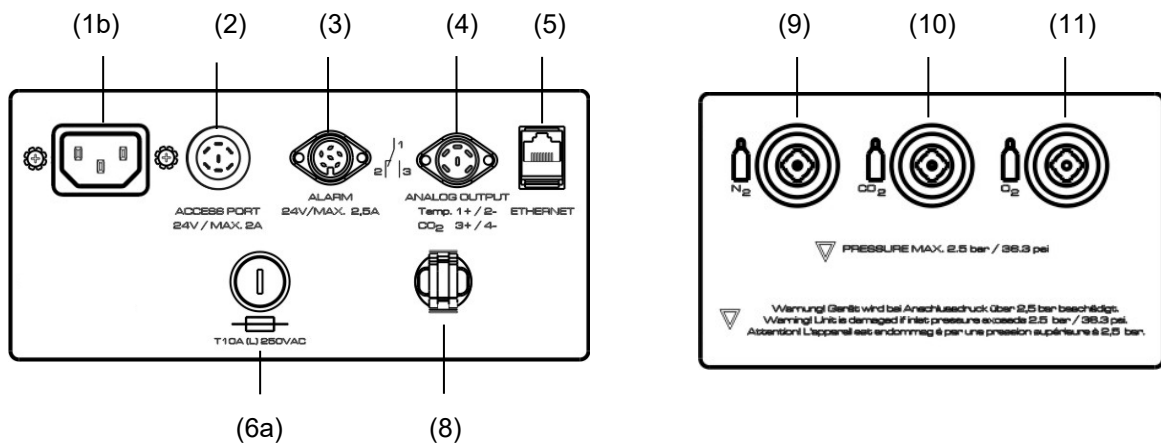 (1b) (2) (3) (4) (5) (9) (10) (11)
1
2 3
N2 CO2 O2
ACCESS PORT
24V / MAX. 2A
ALARM
24V/MAX. 2,5A
ANALOG OUTPUT
Temp. 1+ / 2-
CO2 3+ / 4-
ETHERNET
PRESSURE MAX. 2.5 bar / 36.3 psi
Warnung! Gerät wird bei Anschlussdruck über 2,5 bar beschädigt.
Warning! Unit is damaged if inlet pressure exceeds 2.5 bar / 36.3 psi.
Attention! L'appareil est endommag é par une pression supérieure à 2,5 bar.
T10A (L) 250VAC
(6a) (8)